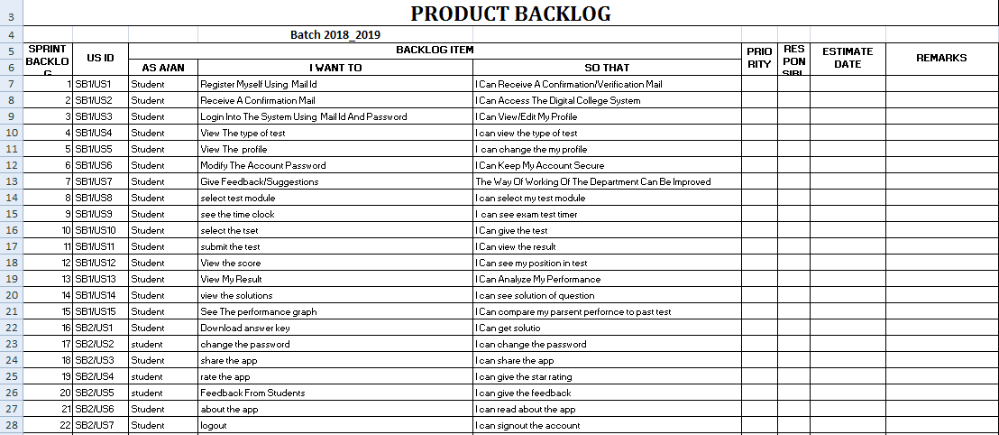 3 PRODUCT BACKLOG
4 Batch 2018_2019
5 SPRINT BACKLO G US ID BACKLOG ITEM PRIO RITY RES PON SIBL ESTIMATE DATE REMARKS
6 AS A/AN I WANT TO SO THAT
7 1 SB1/US1 Student Register Myself Using Mail Id I Can Receive A Confirmation/Verification Mail
8 2 SB1/US2 Student Receive A Confirmation Mail I Can Access The Digital College System
9 3 SB1/US3 Student Login Into The System Using Mail Id And Password I Can View/Edit My Profile
10 4 SB1/US4 Student View The type of test I can view the type of test
11 5 SB1/US5 Student View The profile I can change the my profile
12 6 SB1/US6 Student Modify The Account Password I Can Keep My Account Secure
13 7 SB1/US7 Student Give Feedback/Suggestions The Way Of Working Of The Department Can Be Improved
14 8 SB1/US8 Student select test module I can select my test module
15 9 SB1/US9 Student see the time clock I can see exam test timer
16 10 SB1/US10 Student select the tset I Can give the test
17 11 SB1/US11 Student submit the test I Can view the result
18 12 SB1/US12 Student View the score I Can see my position in test
19 13 SB1/US13 Student View My Result I Can Analyze My Performance
20 14 SB1/US14 Student view the solutions I can see solution of question
21 15 SB1/US15 Student See The performance graph I Can compare my parsent perfornce to past test
22 16 SB2/US1 Student Download answer key I Can get solutio
23 17 SB2/US2 student change the password I can change the password
24 18 SB2/US3 Student share the app I can share the app
25 19 SB2/US4 student rate the app I can give the star rating
26 20 SB2/US5 student Feedback From Students I can give the feedback
27 21 SB2/US6 Student about the app I can read about the app
28 22 SB2/US7 Student logout I can signout the account